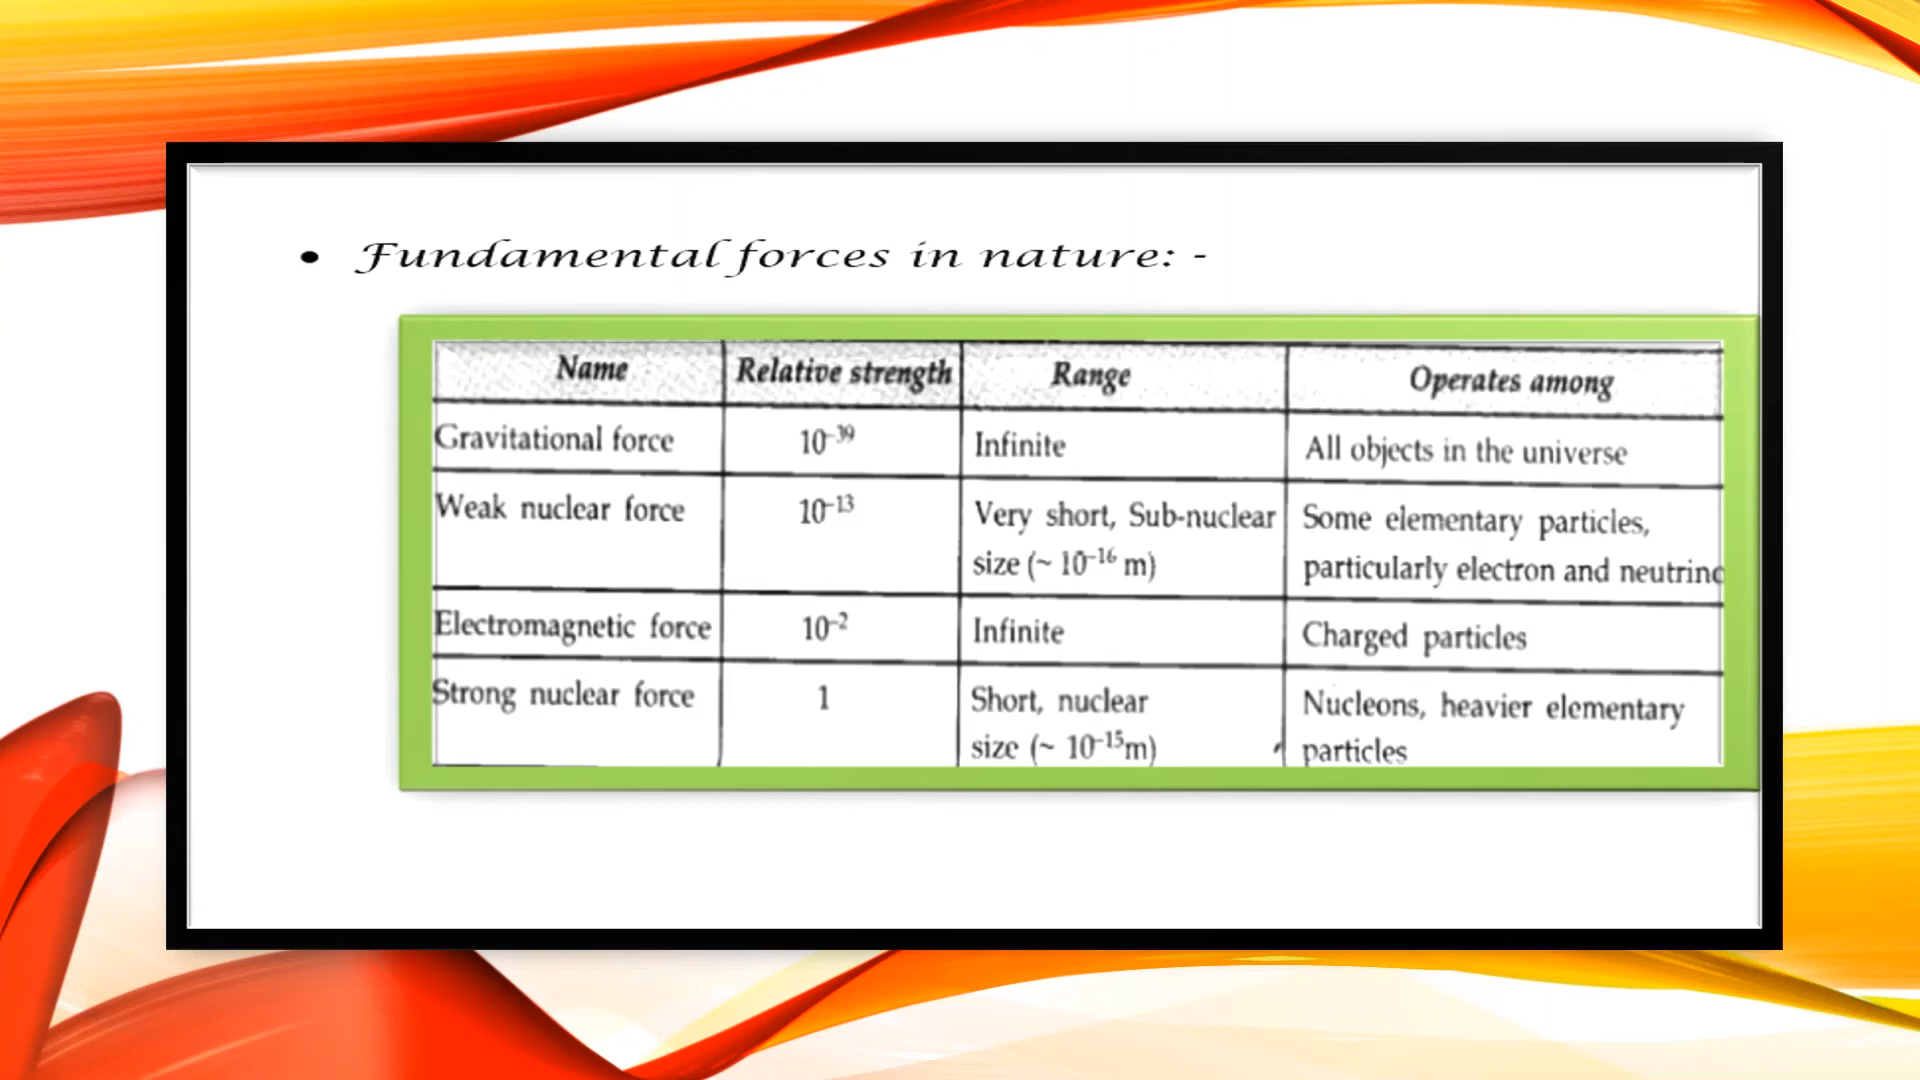 • Fundamental forces in nature: -
Name Relative strength Range Operates among
Gravitational force 10⁻³⁹ Infinite All objects in the universe
Weak nuclear force 10⁻¹³ Very short, Sub-nuclear size (~ 10⁻¹⁶ m) Some elementary particles, particularly electron and neutrino
Electromagnetic force 10⁻² Infinite Charged particles
Strong nuclear force 1 Short, nuclear size (~ 10⁻¹⁵m) Nucleons, heavier elementary particles